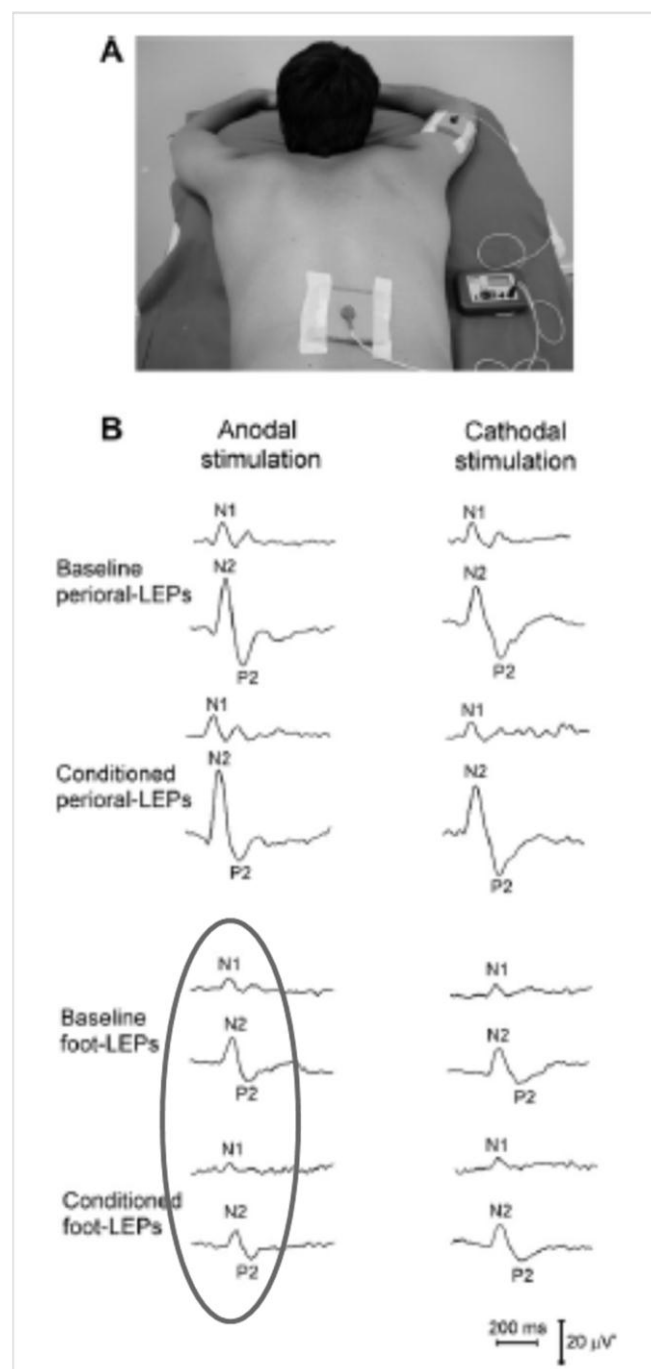 A
B
Anodal
stimulation
Cathodal
stimulation
N1
N1
Baseline
perioral-LEPs
N2
N2
P2
P2
N1
N1
Conditioned
perioral-LEPs
N2
N2
P2
P2
N1
N1
Baseline
foot-LEPs
N2
N2
P2
P2
N1
N1
Conditioned
foot-LEPs
N2
N2
P2
P2
200 ms
20 µV